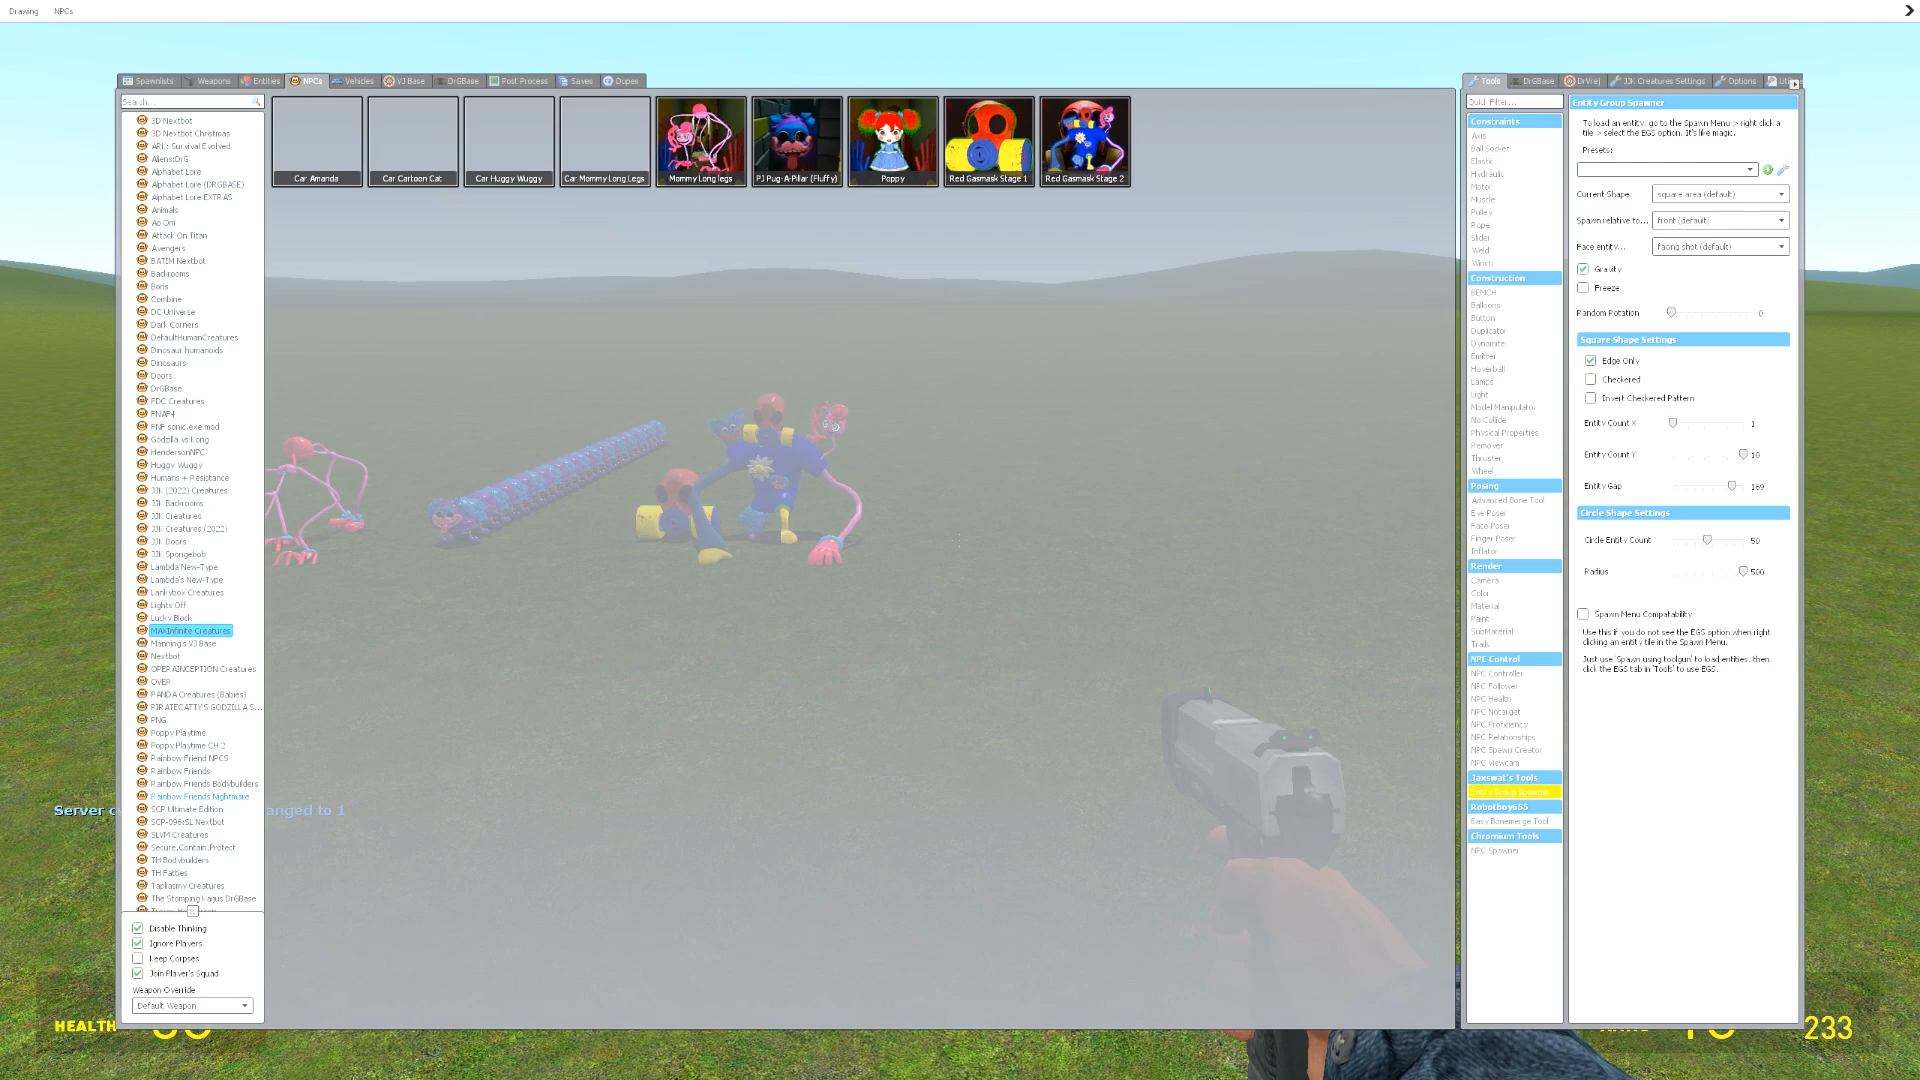 Drawing NPCs
Spawnlists Weapons Entities NPCs Vehicles VJ Base DrGBase Post Process Saves Dupes
Search...
3D Nextbot
3D Nextbot Christmas
ARK: Survival Evolved
Aliens:DrG
Alphabet Lore
Alphabet Lore (DRGBASE)
Alphabet Lore EXTRAS
Animals
Ao Oni
Attack On Titan
Avengers
BATIM Nextbot
Backrooms
Boris
Combine
DC Universe
Dark Corners
DefaultHumanCreatures
Dinosaur humanoids
Dinosaurs
Doors
DrGBase
FDC Creatures
FNAF4
FNF sonic.exe mod
Godzilla vs Kong
HendersonNPC
Huggy Wuggy
Humans + Resistance
JJK (2022) Creatures
JJK Backrooms
JJK Creatures
JJK Creatures (2022)
JJK Doors
JJK Spongebob
Lambda New-Type
Lambda's New-Type
Lankybox Creatures
Lights Off
Lucky Block
MAXInfinite Creatures
Manning's VJ Base
Nextbot
OPERAINCEPTION Creatures
OVER
PANDA Creatures (Babies)
PIRATECATTY'S GODZILLA S...
PNG
Poppy Playtime
Poppy Playtime CH 2
Rainbow Friend NPCS
Rainbow Friends
Rainbow Friends Bodybuilders
Rainbow Friends Nightmare
SCP Ultimate Edition
SCP-096:SL Nextbot
SLVM Creatures
Secure.Contain.Protect
TH Bodybuilders
TH Fatties
Tapliasmy Creatures
The Stomping Kaijus DrGBase
Disable Thinking
Ignore Players
Keep Corpses
Join Player's Squad
Weapon Override
Default Weapon
Car Amanda
Car Cartoon Cat
Car Huggy Wuggy
Car Mommy Long Legs
Mommy Long legs
PJ Pug-A-Pillar (Fluffy)
Poppy
Red Gasmask Stage 1
Red Gasmask Stage 2
Server anged to 1
HEALTH
233
Tools DrGBase DrVrej JJK Creatures Settings Options
Quick Filter...
Constraints
Axis
Ball Socket
Elastic
Hydraulic
Motor
Muscle
Pulley
Rope
Slider
Weld
Winch
Construction
BEMCH
Balloons
Button
Duplicator
Dynamite
Emitter
Hoverball
Lamps
Light
Model Manipulator
No Collide
Physical Properties
Remover
Thruster
Wheel
Posing
Advanced Bone Tool
Eye Poser
Face Poser
Finger Poser
Inflator
Render
Camera
Color
Material
Paint
SubMaterial
Trails
NPC Control
NPC Controller
NPC Follower
NPC Health
NPC Notarget
NPC Proficiency
NPC Relationships
NPC Spawn Creator
NPC Viewcam
Jaxswat's Tools
Entity Group Spawner
Robotboy655
Easy Bonemerge Tool
Chromium Tools
NPC Spawner
Entity Group Spawner
To load an entity, go to the Spawn Menu > right click a
tile > select the EGS option. It's like magic.
Presets:
Current Shape square area (default)
Spawn relative to... front (default)
Face entity... facing shot (default)
Gravity
Freeze
Random Rotation 0
Square Shape Settings
Edge Only
Checkered
Invert Checkered Pattern
Entity Count X 1
Entity Count Y 10
Entity Gap 169
Circle Shape Settings
Circle Entity Count 50
Radius 500
Spawn Menu Compatability
Use this if you do not see the EGS option when right
clicking an entity tile in the Spawn Menu.
Just use 'Spawn using toolgun' to load entities, then
click the EGS tab in 'Tools' to use EGS.